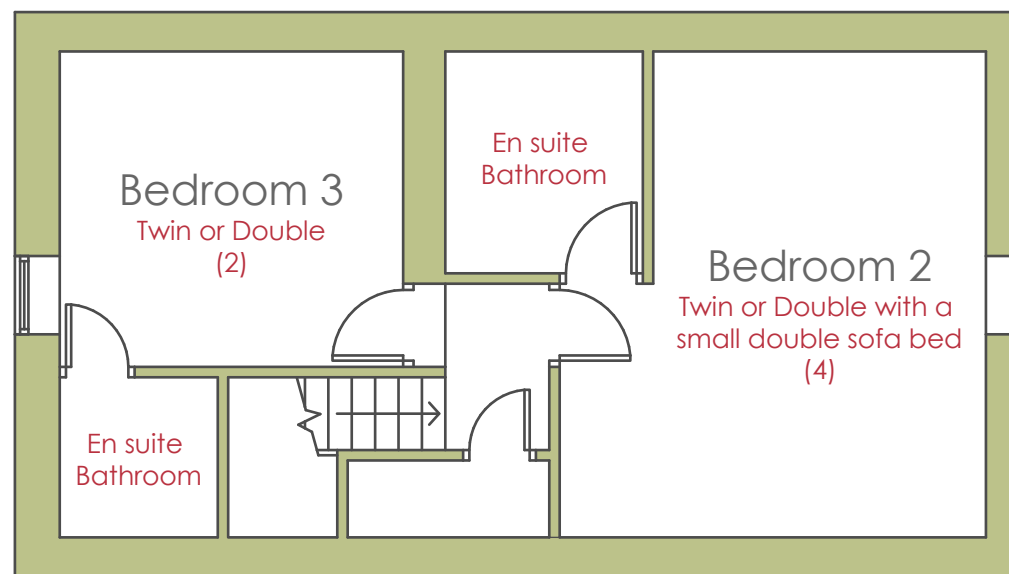 Bedroom 3
Twin or Double
(2)
En suite
Bathroom
En suite
Bathroom
Bedroom 2
Twin or Double with a
small double sofa bed
(4)